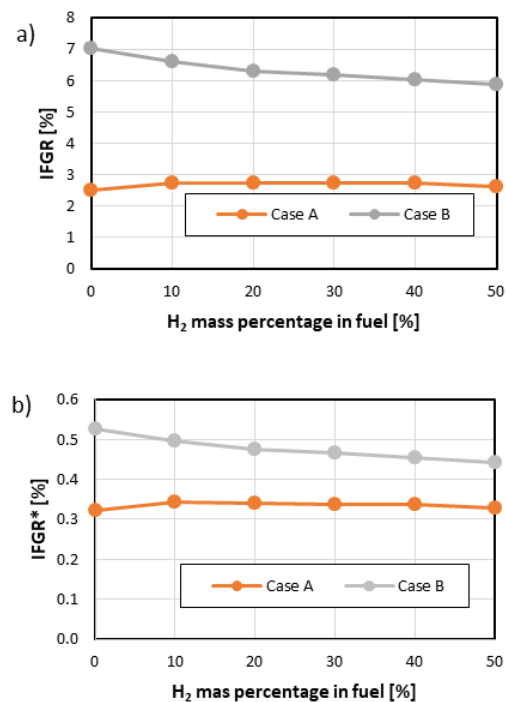 a)
8
7
6
5
4
3
2
1
0
IFGR [%]
Case A Case B
0 10 20 30 40 50
H₂ mass percentage in fuel [%]
b)
0.6
0.5
0.4
0.3
0.2
0.1
0.0
IFGR* [%]
Case A Case B
0 10 20 30 40 50
H₂ mass percentage in fuel [%]